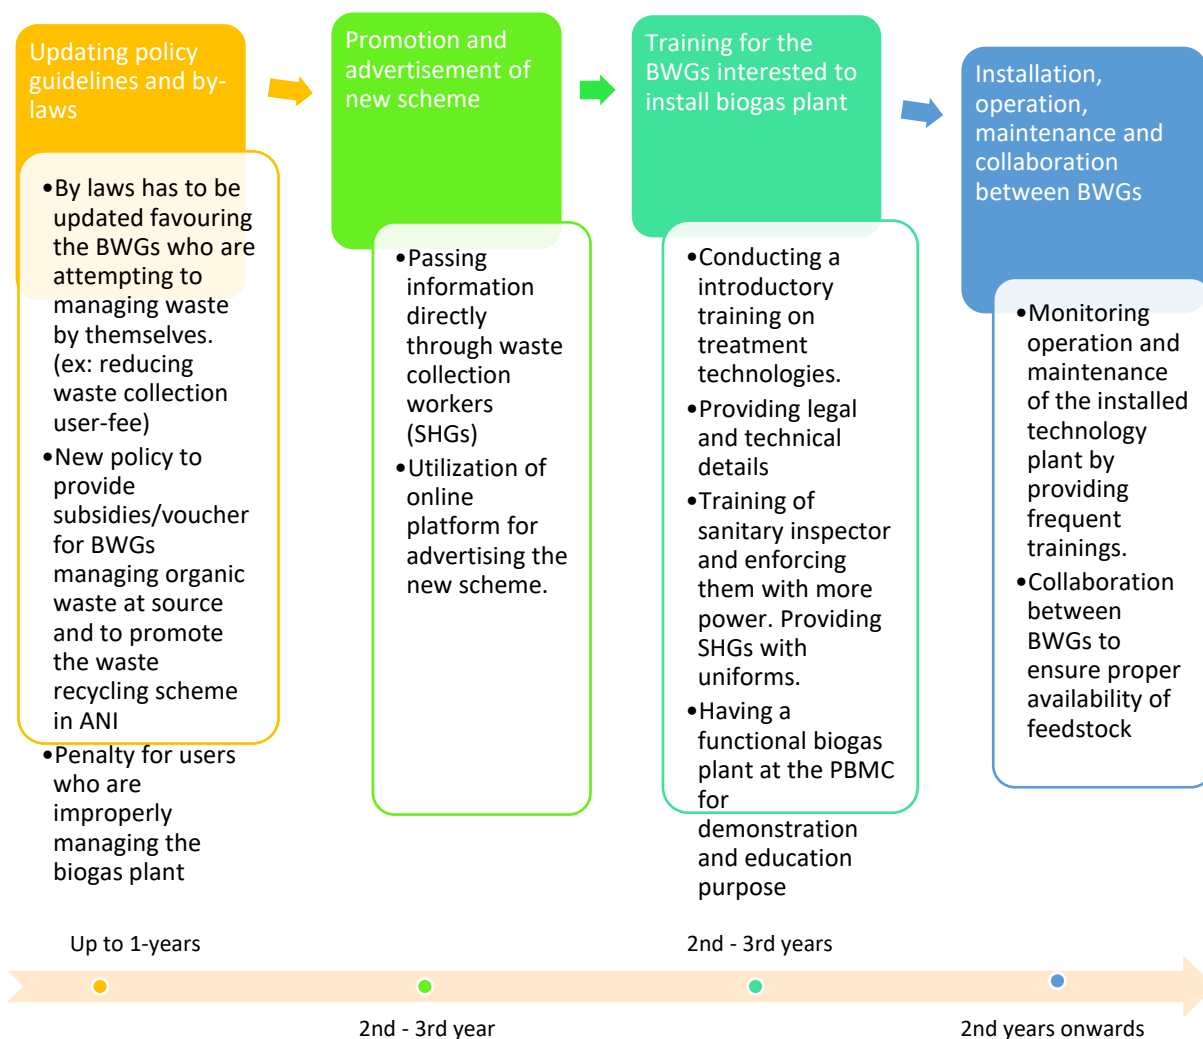 Updating policy
guidelines and by-
laws
•By laws has to be
updated favouring
the BWGs who are
attempting to
managing waste
by themselves.
(ex: reducing
waste collection
user-fee)
•New policy to
provide
subsidies/voucher
for BWGs
managing organic
waste at source
and to promote
the waste
recycling scheme
in ANI
•Penalty for users
who are
improperly
managing the
biogas plant
Promotion and
advertisement of
new scheme
•Passing
information
directly
through waste
collection
workers
(SHGs)
•Utilization of
online
platform for
advertising the
new scheme.
Training for the
BWGs interested to
install biogas plant
•Conducting a
introductory
training on
treatment
technologies.
•Providing legal
and technical
details
•Training of
sanitary inspector
and enforcing
them with more
power. Providing
SHGs with
uniforms.
•Having a
functional biogas
plant at the PBMC
for
demonstration
and education
purpose
Installation,
operation,
maintenance and
collaboration
between BWGs
•Monitoring
operation and
maintenance
of the installed
technology
plant by
providing
frequent
trainings.
•Collaboration
between
BWGs to
ensure proper
availability of
feedstock
Up to 1-years
2nd - 3rd year
2nd - 3rd years
2nd years onwards